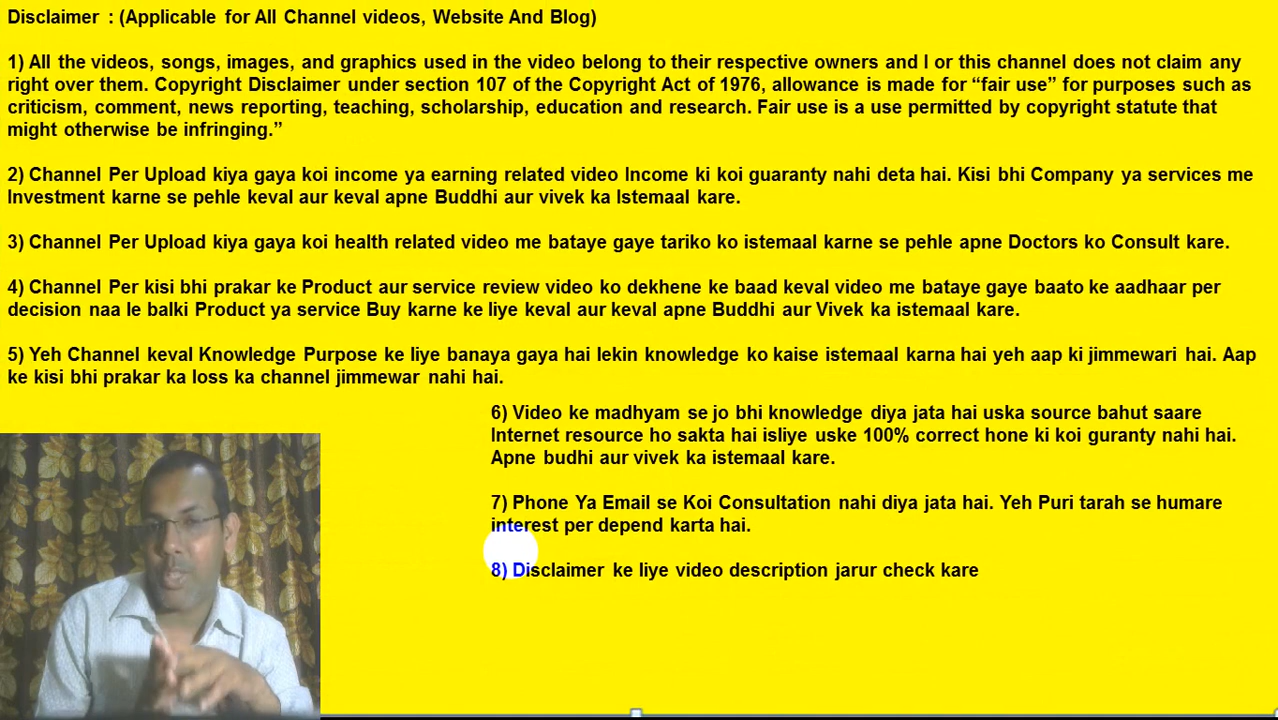 Disclaimer : (Applicable for All Channel videos, Website And Blog)
1) All the videos, songs, images, and graphics used in the video belong to their respective owners and I or this channel does not claim any
right over them. Copyright Disclaimer under section 107 of the Copyright Act of 1976, allowance is made for “fair use” for purposes such as
criticism, comment, news reporting, teaching, scholarship, education and research. Fair use is a use permitted by copyright statute that
might otherwise be infringing.”
2) Channel Per Upload kiya gaya koi income ya earning related video Income ki koi guaranty nahi deta hai. Kisi bhi Company ya services me
Investment karne se pehle keval aur keval apne Buddhi aur vivek ka Istemaal kare.
3) Channel Per Upload kiya gaya koi health related video me bataye gaye tariko ko istemaal karne se pehle apne Doctors ko Consult kare.
4) Channel Per kisi bhi prakar ke Product aur service review video ko dekhene ke baad keval video me bataye gaye baato ke aadhaar per
decision naa le balki Product ya service Buy karne ke liye keval aur keval apne Buddhi aur Vivek ka istemaal kare.
5) Yeh Channel keval Knowledge Purpose ke liye banaya gaya hai lekin knowledge ko kaise istemaal karna hai yeh aap ki jimmewari hai. Aap
ke kisi bhi prakar ka loss ka channel jimmewar nahi hai.
6) Video ke madhyam se jo bhi knowledge diya jata hai uska source bahut saare
Internet resource ho sakta hai isliye uske 100% correct hone ki koi guranty nahi hai.
Apne budhi aur vivek ka istemaal kare.
7) Phone Ya Email se Koi Consultation nahi diya jata hai. Yeh Puri tarah se humare
interest per depend karta hai.
8) Disclaimer ke liye video description jarur check kare